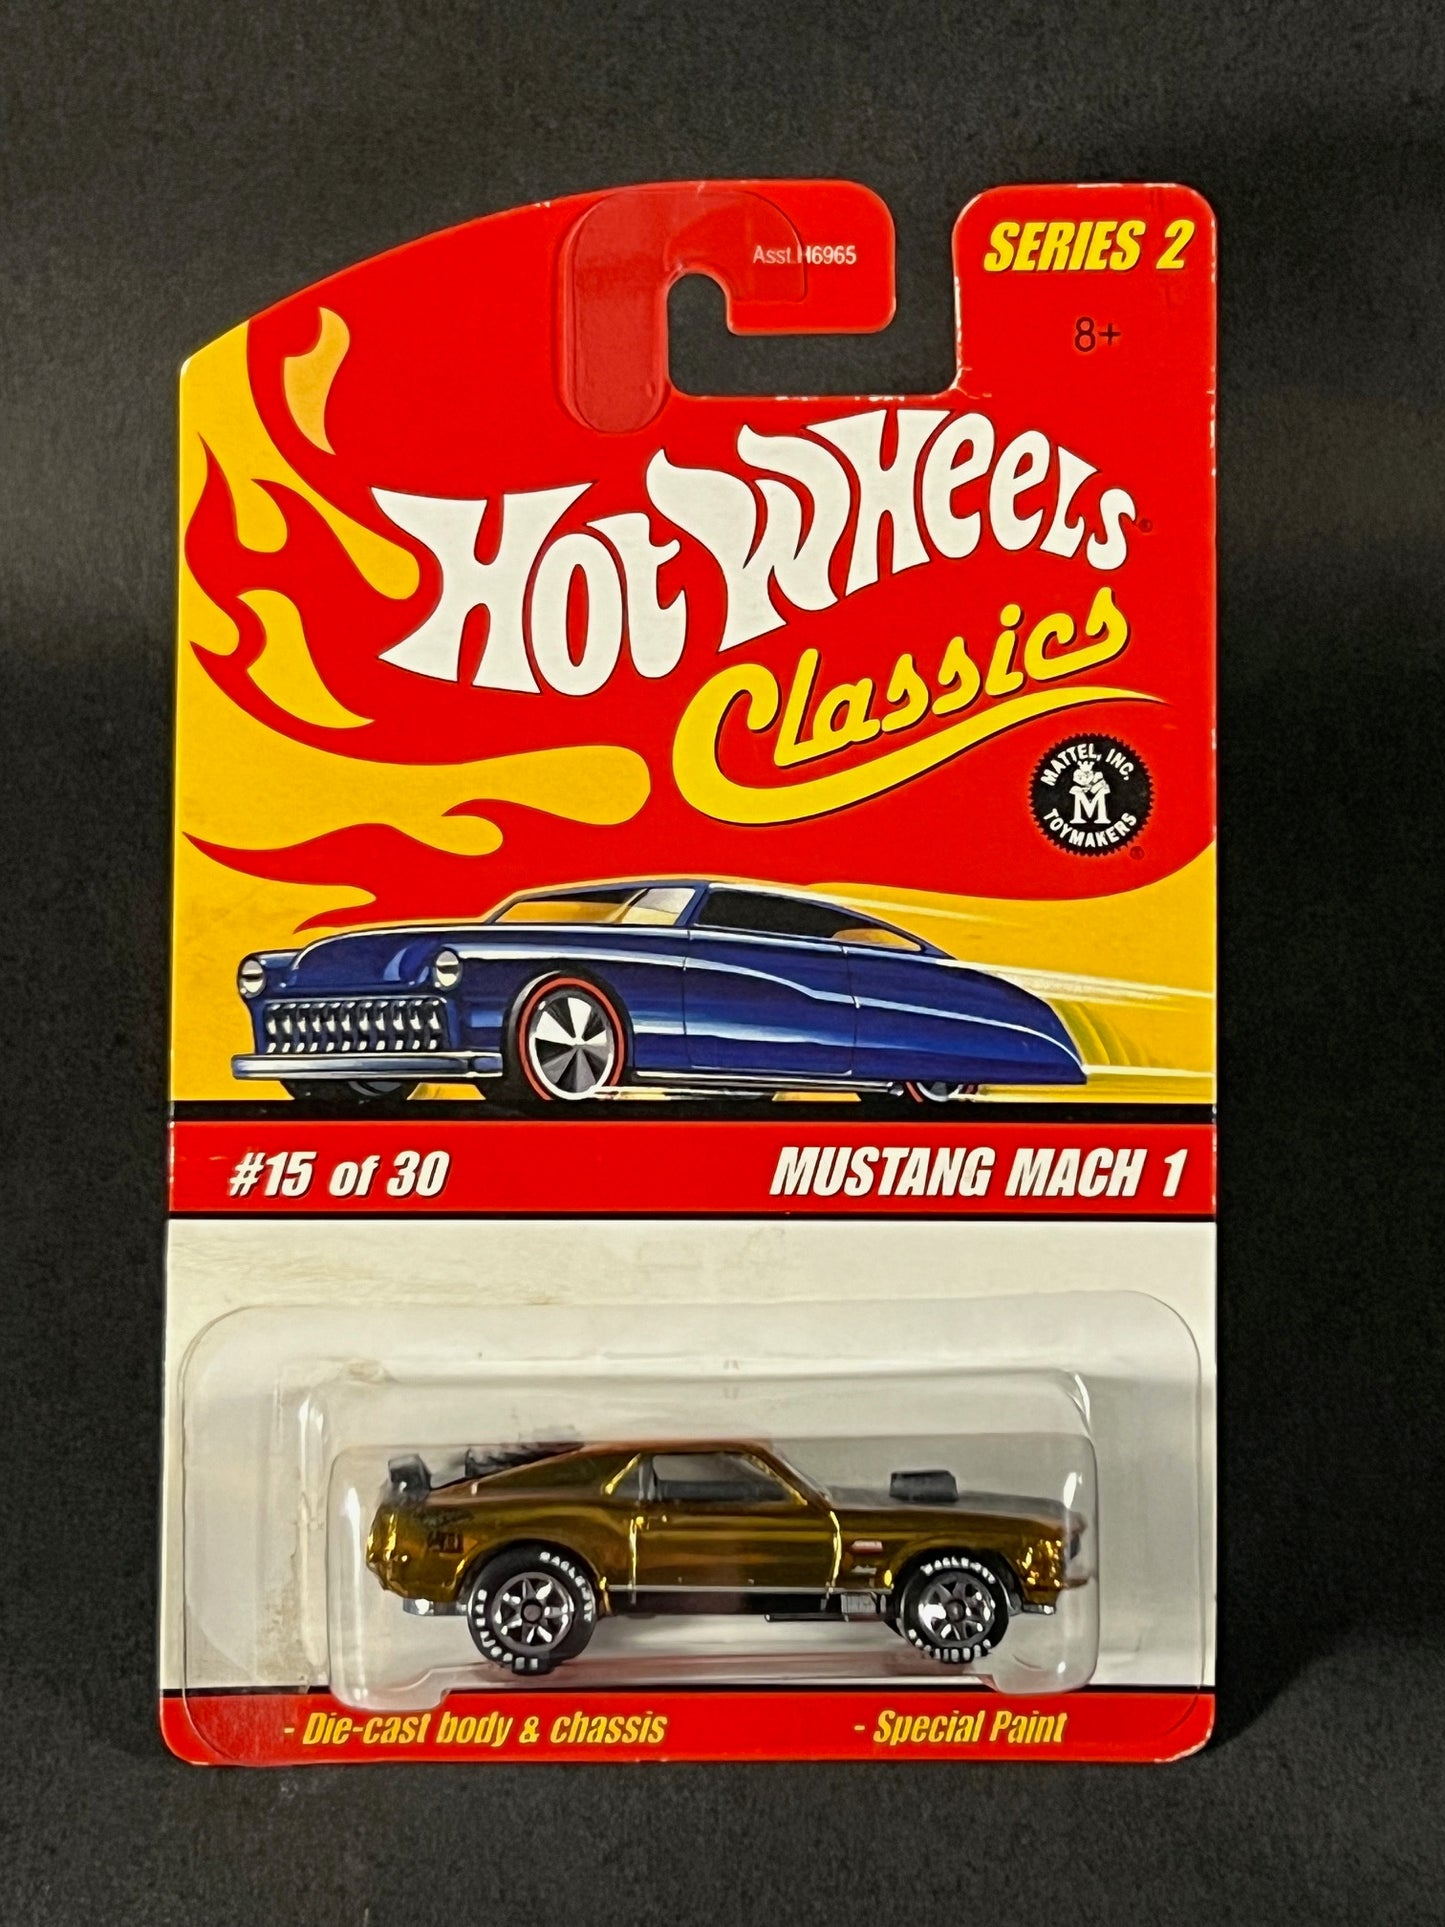 Asst.H6965
SERIES 2
8+
HOT WHEELS®
Classics
MATTEL, INC.
M
TOYMAKERS
®
#15 of 30
MUSTANG MACH 1
- Die-cast body & chassis
- Special Paint